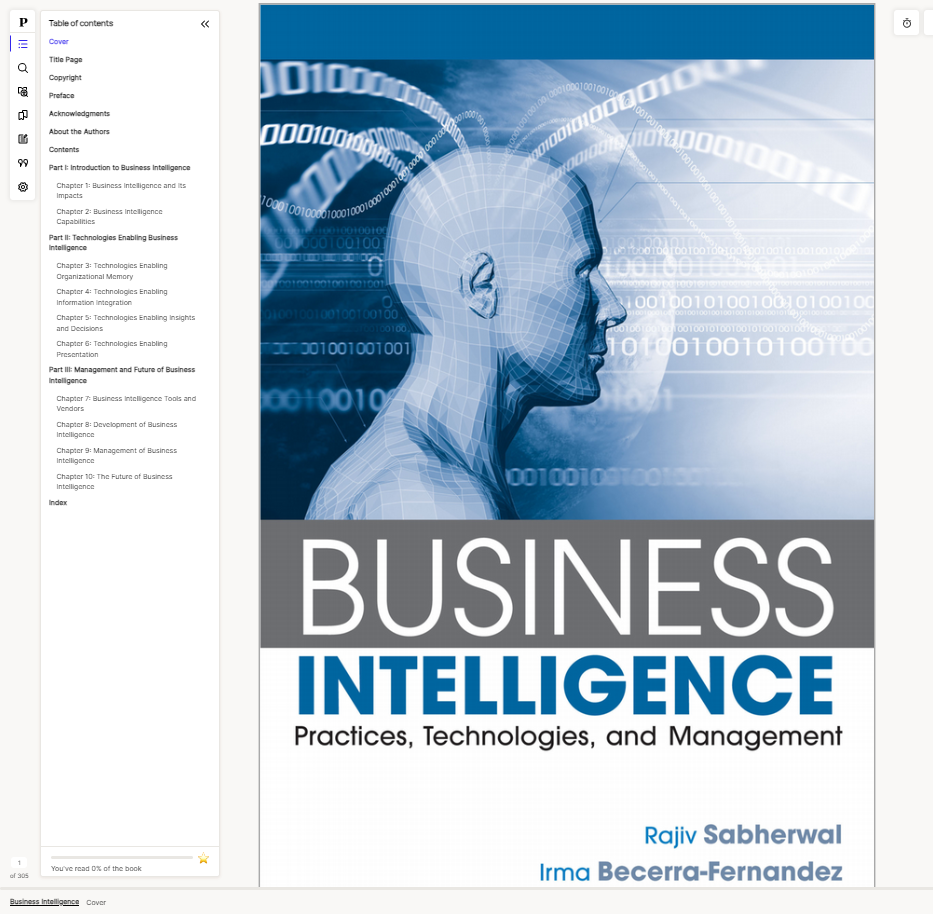 P
Table of contents
Cover
Title Page
Copyright
Preface
Acknowledgments
About the Authors
Contents
Part I: Introduction to Business Intelligence
Chapter 1: Business Intelligence and its
Impacts
Chapter 2: Business Intelligence
Capabilities
Part II: Technologies Enabling Business
Intelligence
Chapter 3: Technologies Enabling
Organizational Memory
Chapter 4: Technologies Enabling
Information Integration
Chapter 5: Technologies Enabling Insights
and Decisions
Chapter 6: Technologies Enabling
Presentation
Part III: Management and Future of Business
Intelligence
Chapter 7: Business Intelligence Tools and
Vendors
Chapter 8: Development of Business
Intelligence
Chapter 9: Management of Business
Intelligence
Chapter 10: The Future of Business
Intelligence
Index
You've read 0% of the book
1
of 305
BUSINESS
INTELLIGENCE
Practices, Technologies, and Management
Rajiv Sabherwal
Irma Becerra-Fernandez
Business Intelligence Cover